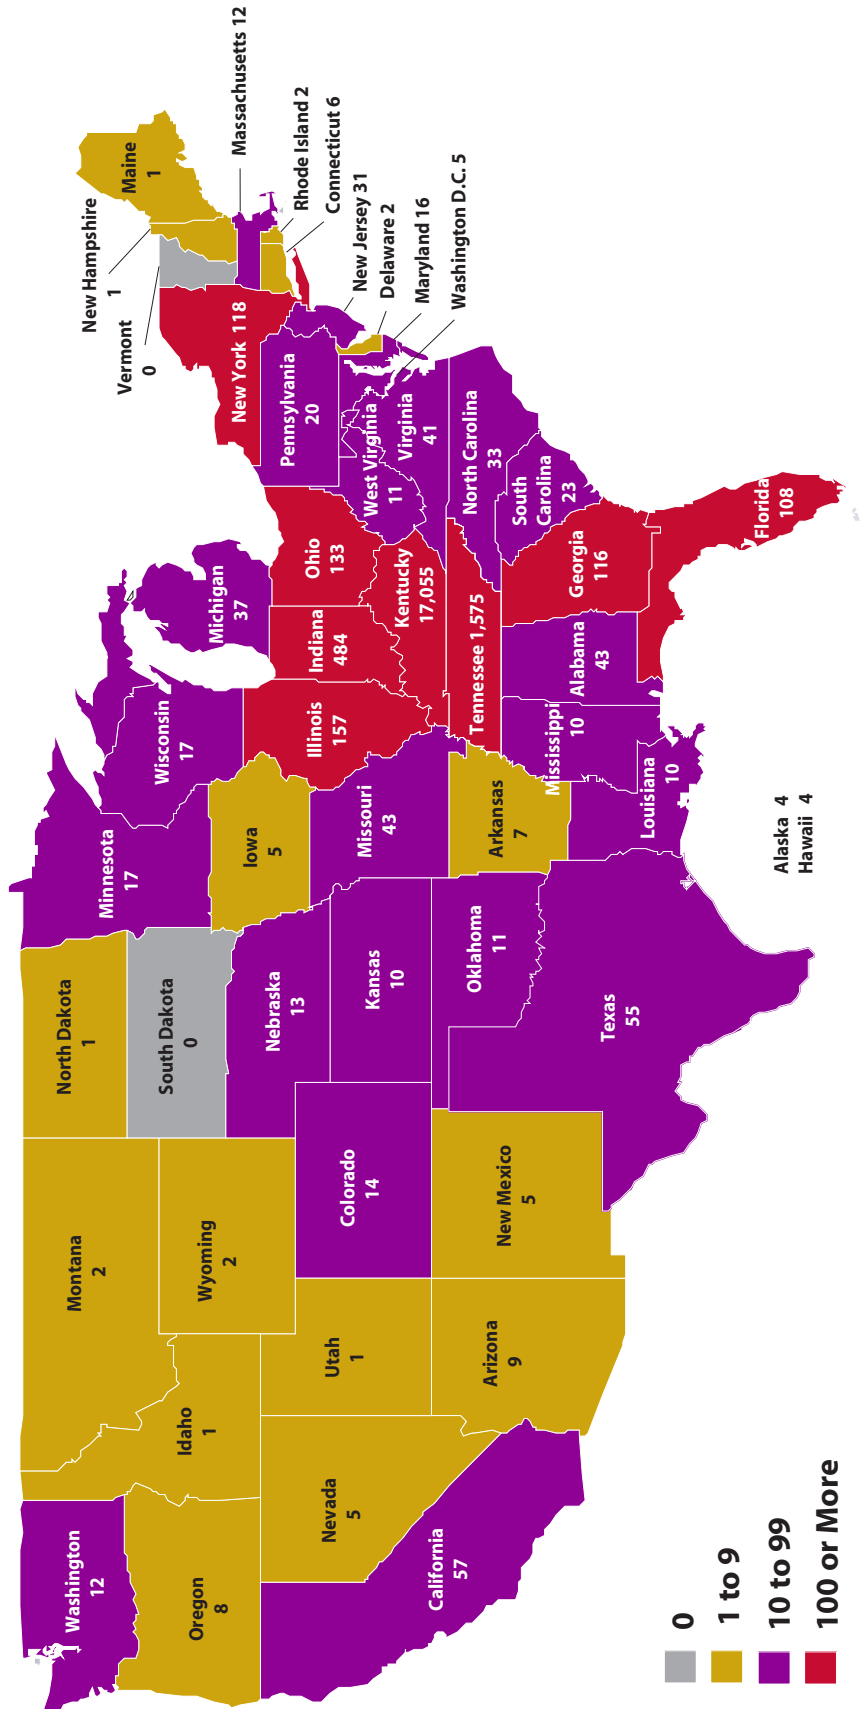 Washington
12
Oregon
8
California
57
Nevada
5
Idaho
1
Montana
2
Wyoming
2
Utah
1
Arizona
9
Colorado
14
New Mexico
5
North Dakota
1
South Dakota
0
Nebraska
13
Kansas
10
Oklahoma
11
Texas
55
Minnesota
17
Iowa
5
Missouri
43
Arkansas
7
Louisiana
10
Wisconsin
17
Illinois
157
Mississippi
10
Michigan
37
Indiana
484
Ohio
133
Kentucky
17,055
Tennessee 1,575
Alabama
43
Georgia
116
Florida
108
South
Carolina
23
North Carolina
33
Virginia
41
West Virginia
11
Pennsylvania
20
New York 118
Vermont
0
New Hampshire
1
Maine
1
Massachusetts 12
Rhode Island 2
Connecticut 6
New Jersey 31
Delaware 2
Maryland 16
Washington D.C. 5
Alaska 4
Hawaii 4
0
1 to 9
10 to 99
100 or More